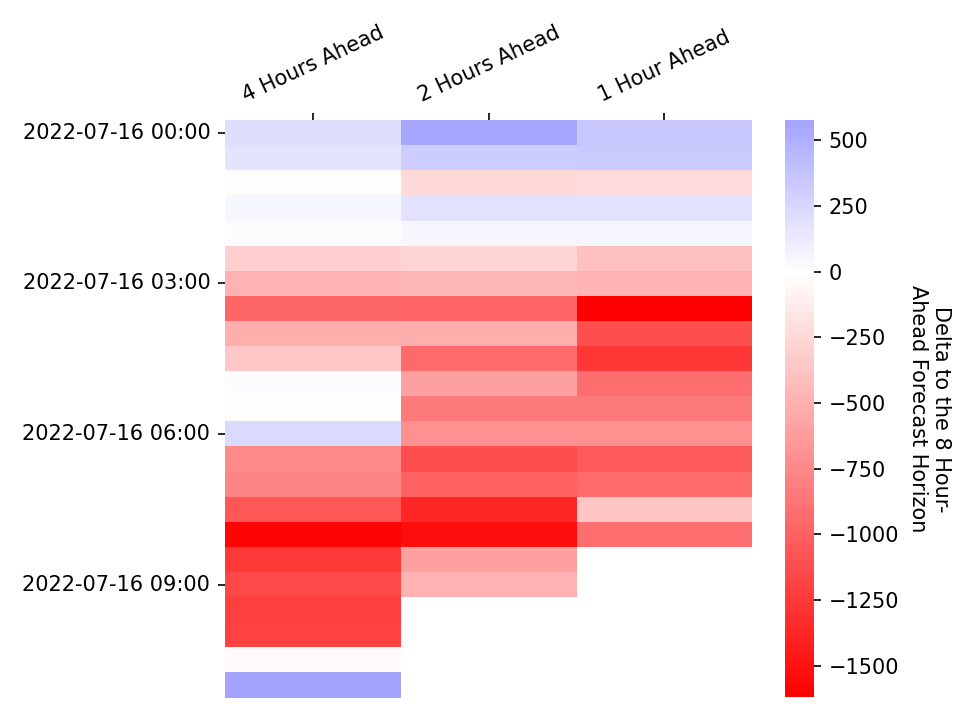 4 Hours Ahead
2 Hours Ahead
1 Hour Ahead
2022-07-16 00:00
2022-07-16 03:00
2022-07-16 06:00
2022-07-16 09:00
500
250
0
−250
−500
−750
−1000
−1250
−1500
Delta to the 8 Hour-
Ahead Forecast Horizon